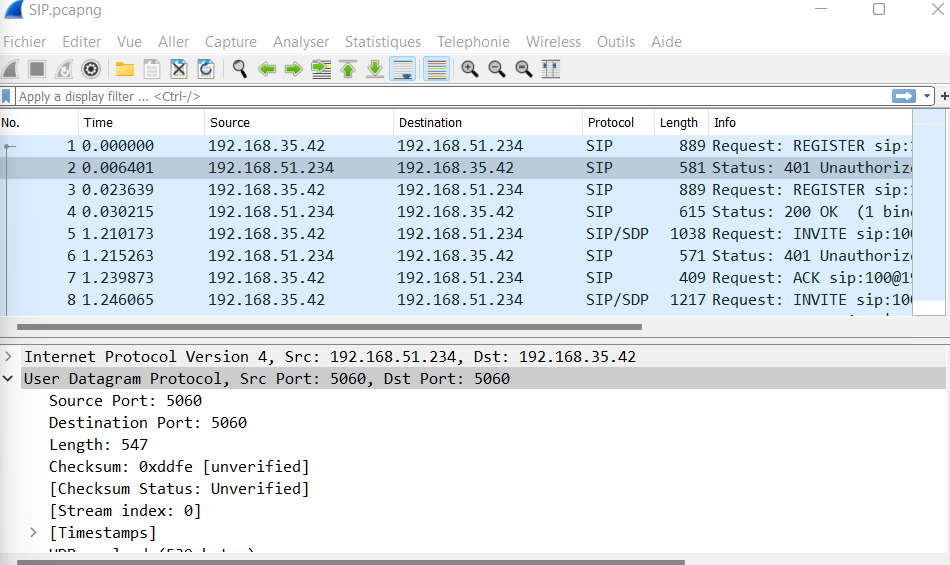 SIP.pcapng
Fichier Editer Vue Aller Capture Analyser Statistiques Telephonie Wireless Outils Aide
Apply a display filter ... <Ctrl-/>
No. Time Source Destination Protocol Length Info
1 0.000000 192.168.35.42 192.168.51.234 SIP 889 Request: REGISTER sip:
2 0.006401 192.168.51.234 192.168.35.42 SIP 581 Status: 401 Unauthoriz
3 0.023639 192.168.35.42 192.168.51.234 SIP 889 Request: REGISTER sip:
4 0.030215 192.168.51.234 192.168.35.42 SIP 615 Status: 200 OK (1 bin
5 1.210173 192.168.35.42 192.168.51.234 SIP/SDP 1038 Request: INVITE sip:10
6 1.215263 192.168.51.234 192.168.35.42 SIP 571 Status: 401 Unauthoriz
7 1.239873 192.168.35.42 192.168.51.234 SIP 409 Request: ACK sip:100@1
8 1.246065 192.168.35.42 192.168.51.234 SIP/SDP 1217 Request: INVITE sip:10
Internet Protocol Version 4, Src: 192.168.51.234, Dst: 192.168.35.42
User Datagram Protocol, Src Port: 5060, Dst Port: 5060
Source Port: 5060
Destination Port: 5060
Length: 547
Checksum: 0xddfe [unverified]
[Checksum Status: Unverified]
[Stream index: 0]
[Timestamps]